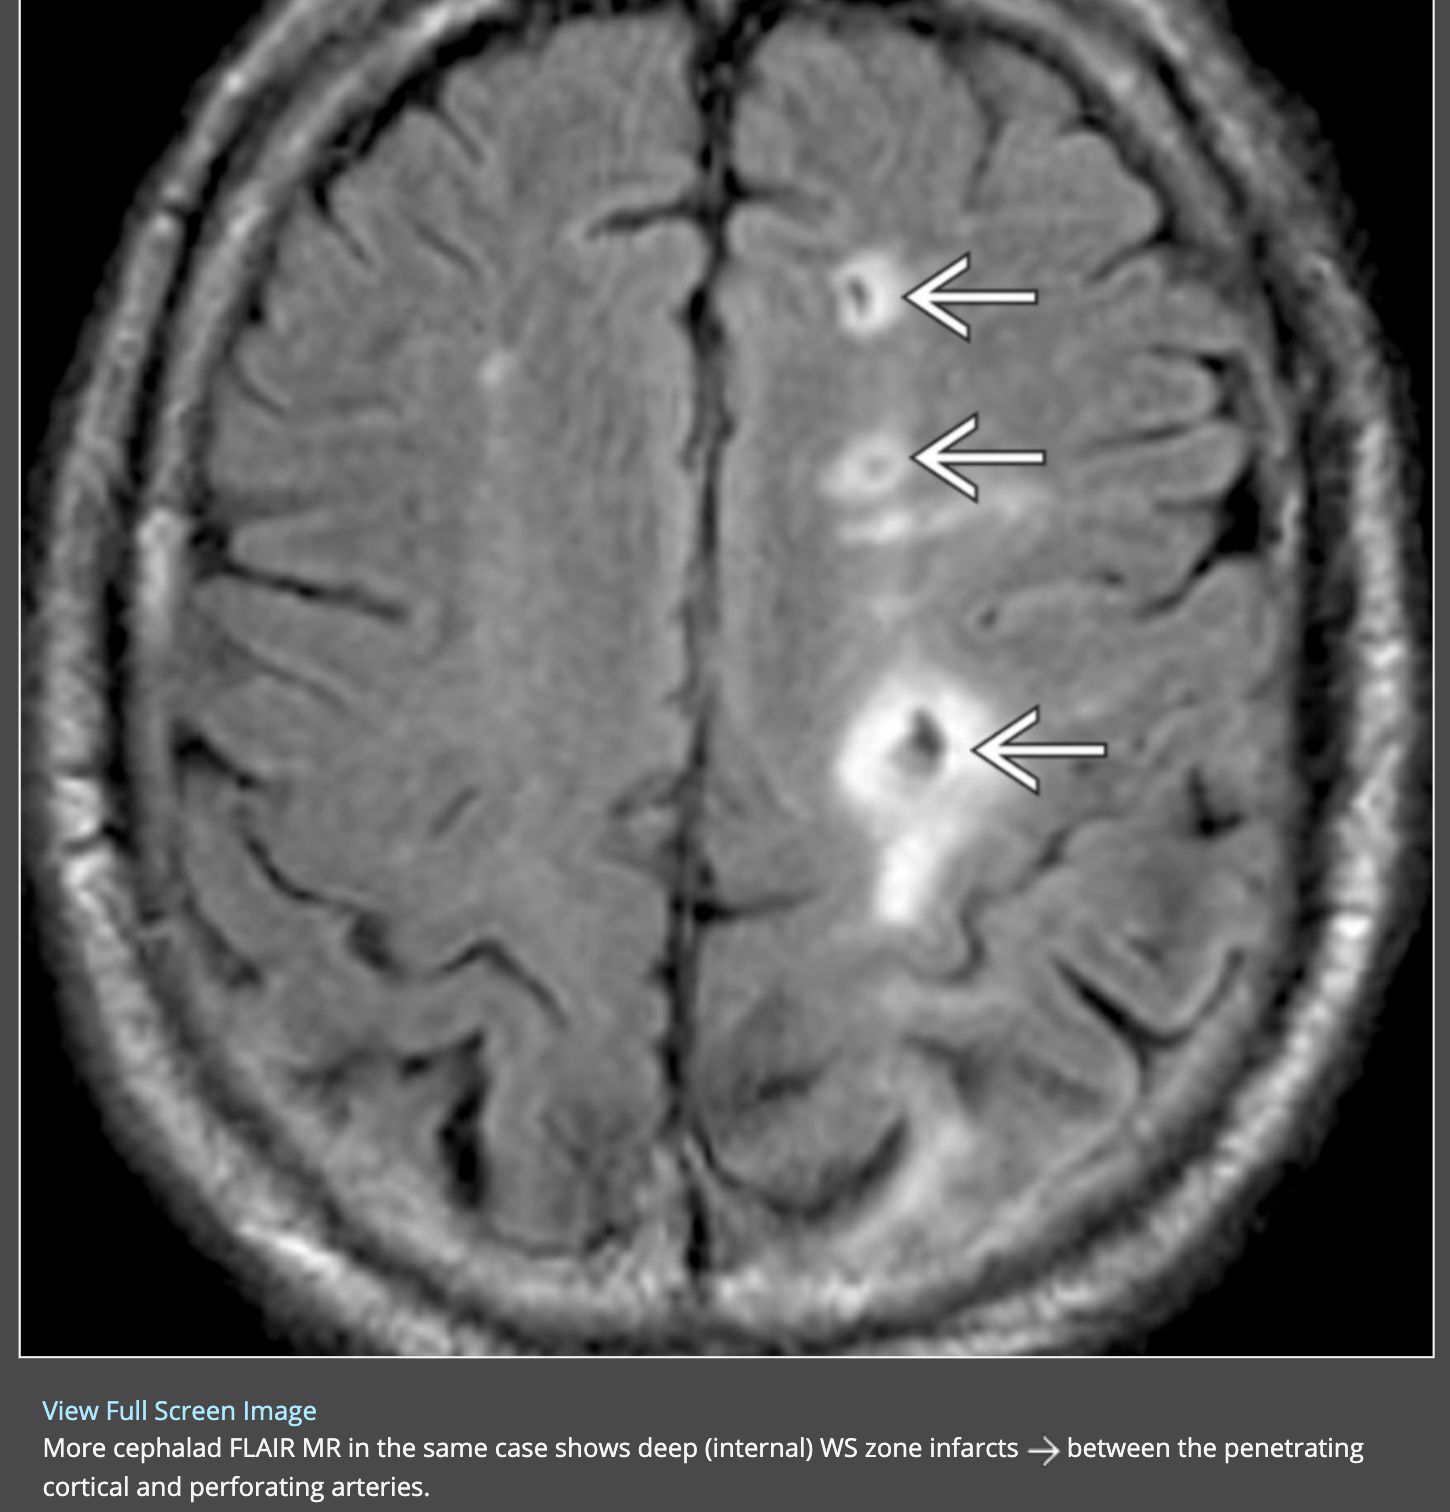 View Full Screen Image
More cephalad FLAIR MR in the same case shows deep (internal) WS zone infarcts → between the penetrating
cortical and perforating arteries.